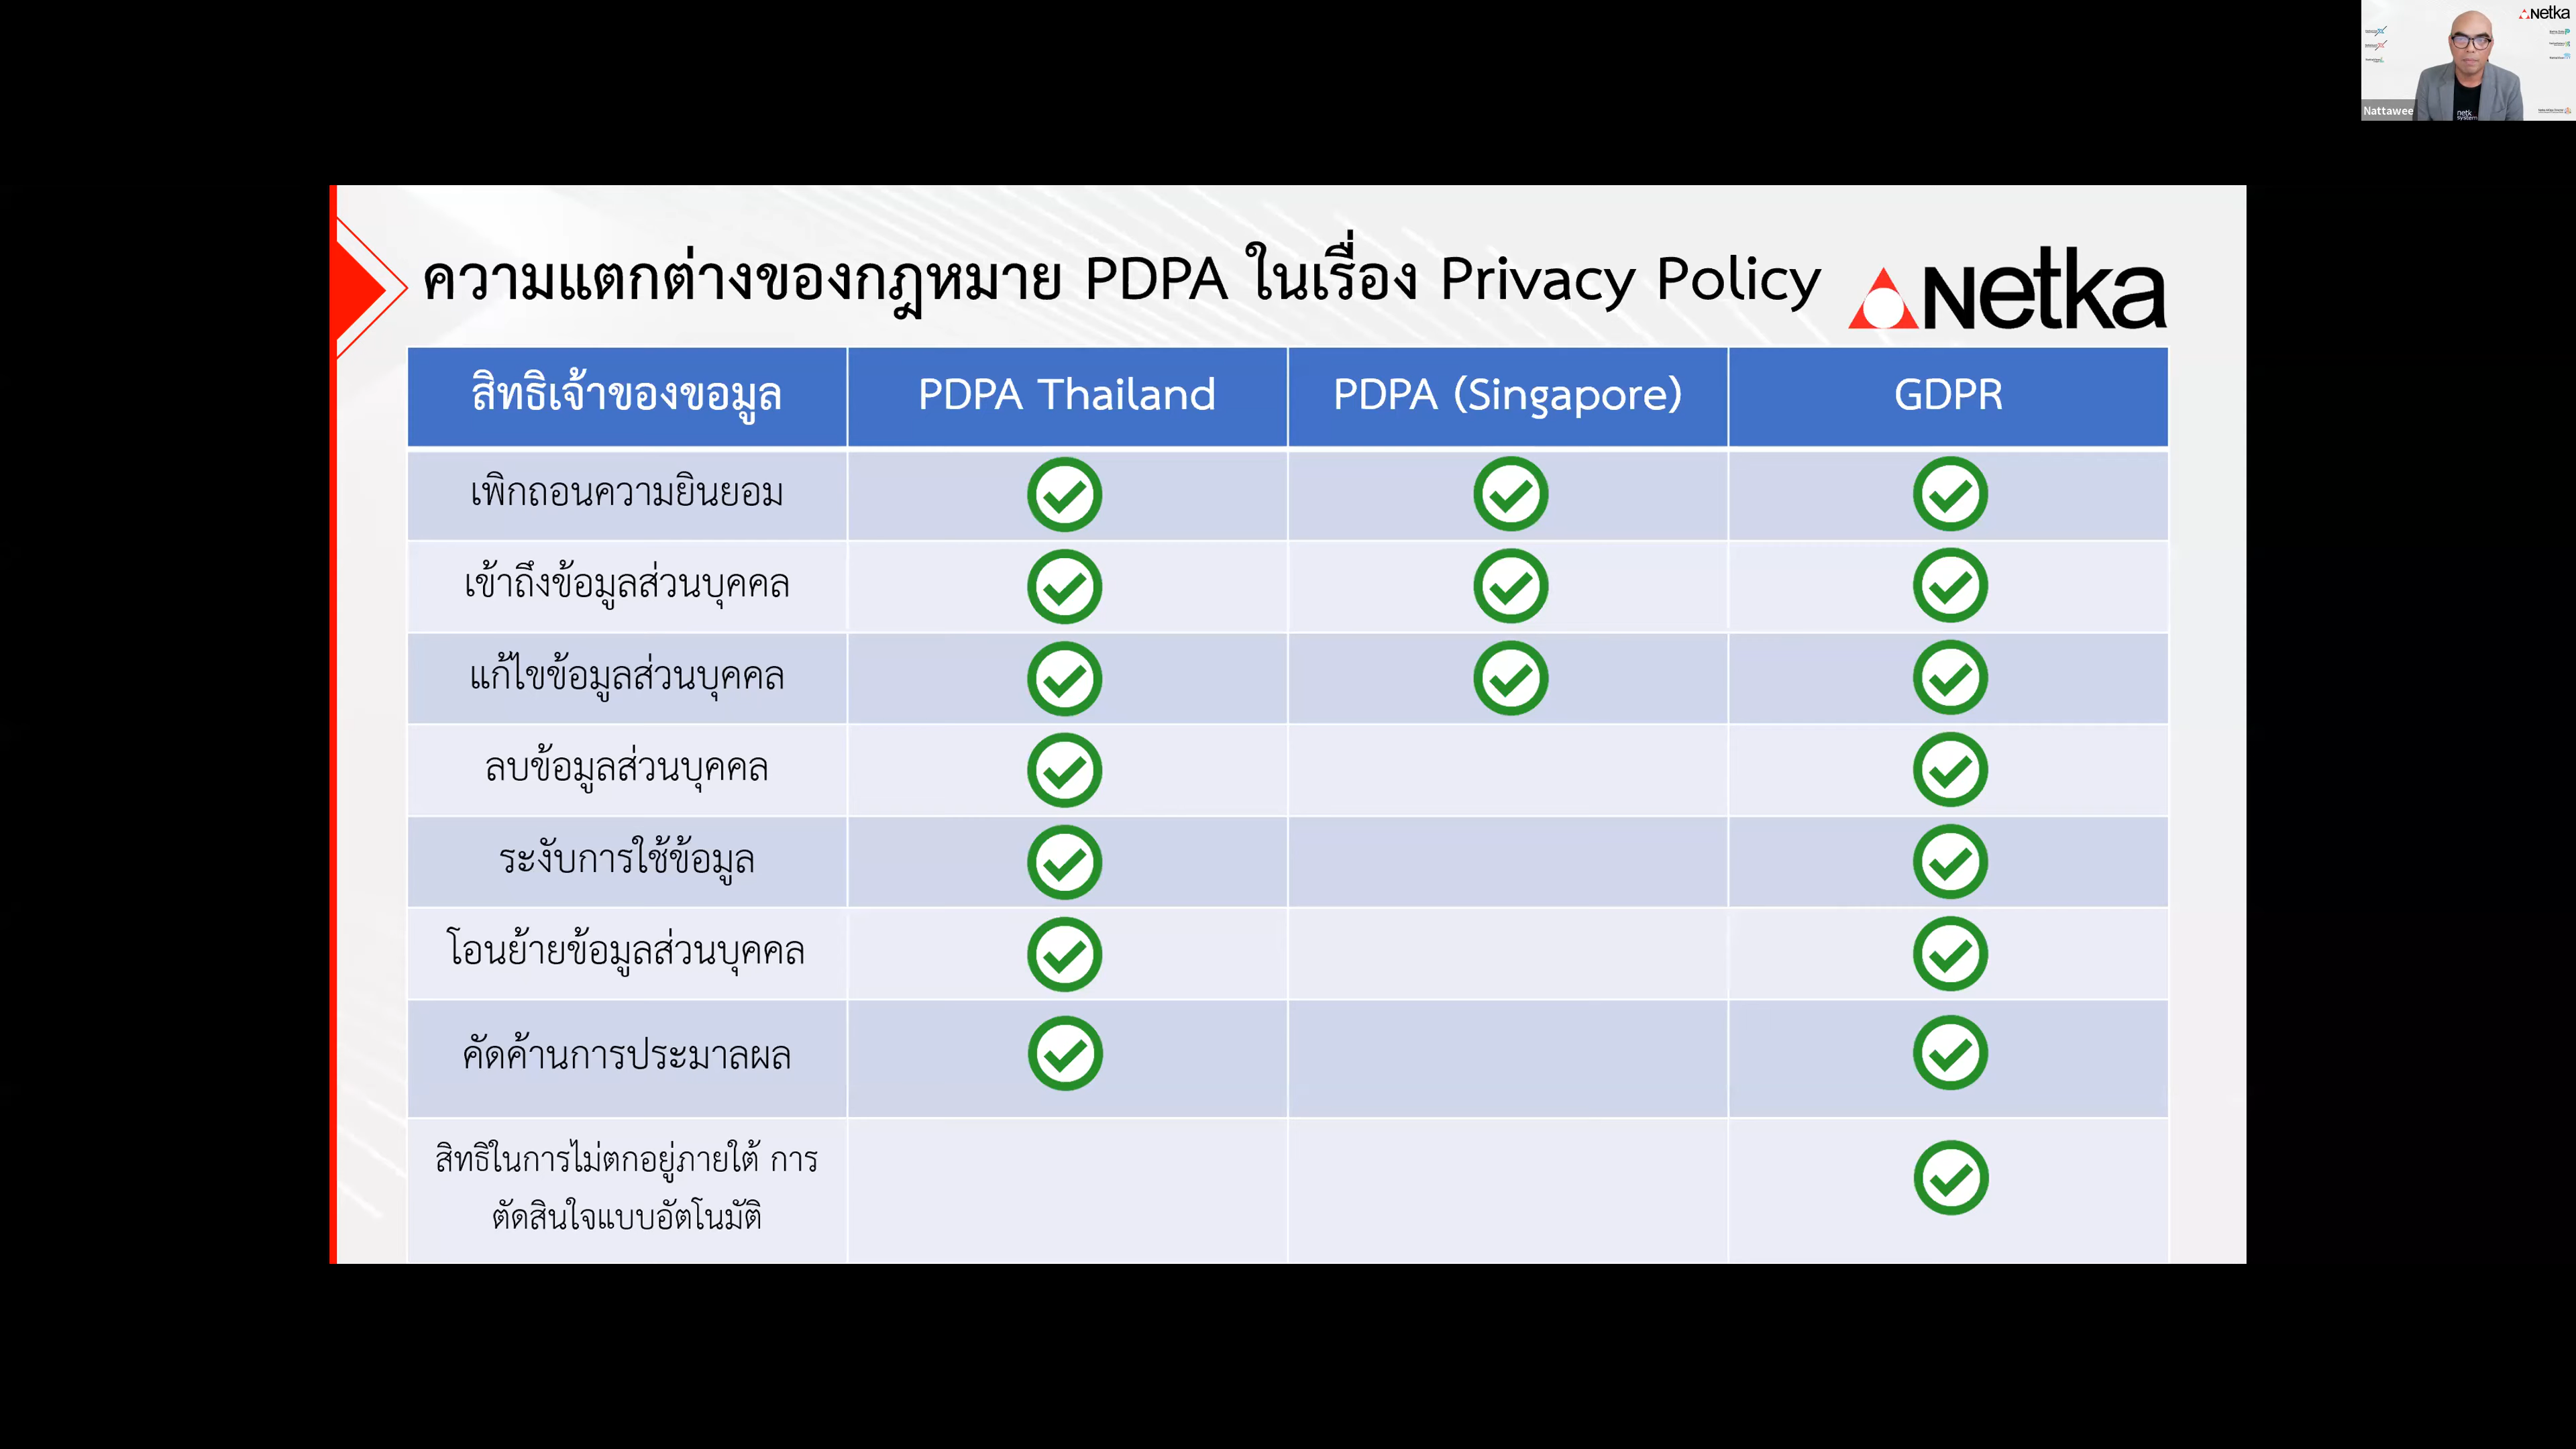 Netka
Nattawee
netk
system
ความแตกต่างของกฎหมาย PDPA ในเรื่อง Privacy Policy
Netka
สิทธิเจ้าของขอมูล PDPA Thailand PDPA (Singapore) GDPR
เพิกถอนความยินยอม
เข้าถึงข้อมูลส่วนบุคคล
แก้ไขข้อมูลส่วนบุคคล
ลบข้อมูลส่วนบุคคล
ระงับการใช้ข้อมูล
โอนย้ายข้อมูลส่วนบุคคล
คัดค้านการประมาลผล
สิทธิในการไม่ตกอยู่ภายใต้ การ
ตัดสินใจแบบอัตโนมัติ